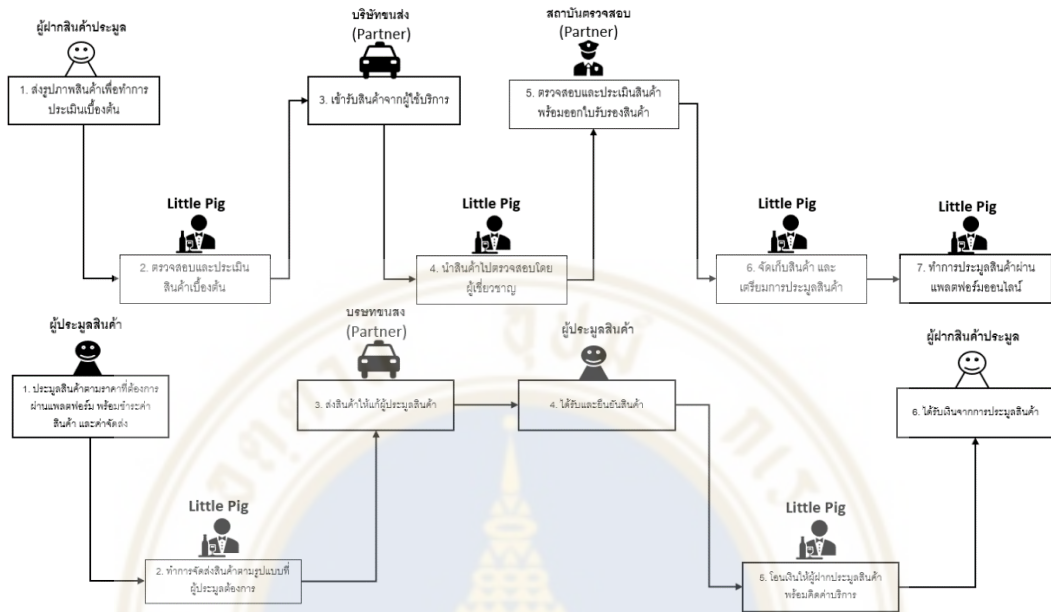 ผู้ฝากสินค้าประมูล
1. ส่งรูปภาพสินค้าเพื่อทำการ
ประเมินเบื้องต้น
Little Pig
2. ตรวจสอบและประเมิน
สินค้าเบื้องต้น
บริษัทขนส่ง
(Partner)
3. เข้ารับสินค้าจากผู้ใช้บริการ
Little Pig
4. นำสินค้าไปตรวจสอบโดย
ผู้เชี่ยวชาญ
สถาบันตรวจสอบ
(Partner)
5. ตรวจสอบและประเมินสินค้า
พร้อมออกใบรับรองสินค้า
Little Pig
6. จัดเก็บสินค้า และ
เตรียมการประมูลสินค้า
Little Pig
7. ทำการประมูลสินค้าผ่าน
แพลตฟอร์มออนไลน์
ผู้ประมูลสินค้า
1. ประมูลสินค้าตามราคาที่ต้องการ
ผ่านแพลตฟอร์ม พร้อมชำระค่า
สินค้า และค่าจัดส่ง
Little Pig
2. ทำการจัดส่งสินค้าตามรูปแบบที่
ผู้ประมูลต้องการ
บริษัทขนส่ง
(Partner)
3. ส่งสินค้าให้แก่ผู้ประมูลสินค้า
ผู้ประมูลสินค้า
4. ได้รับและยืนยันสินค้า
Little Pig
5. โอนเงินให้ผู้ฝากประมูลสินค้า
พร้อมคิดค่าบริการ
ผู้ฝากสินค้าประมูล
6. ได้รับเงินจากการประมูลสินค้า